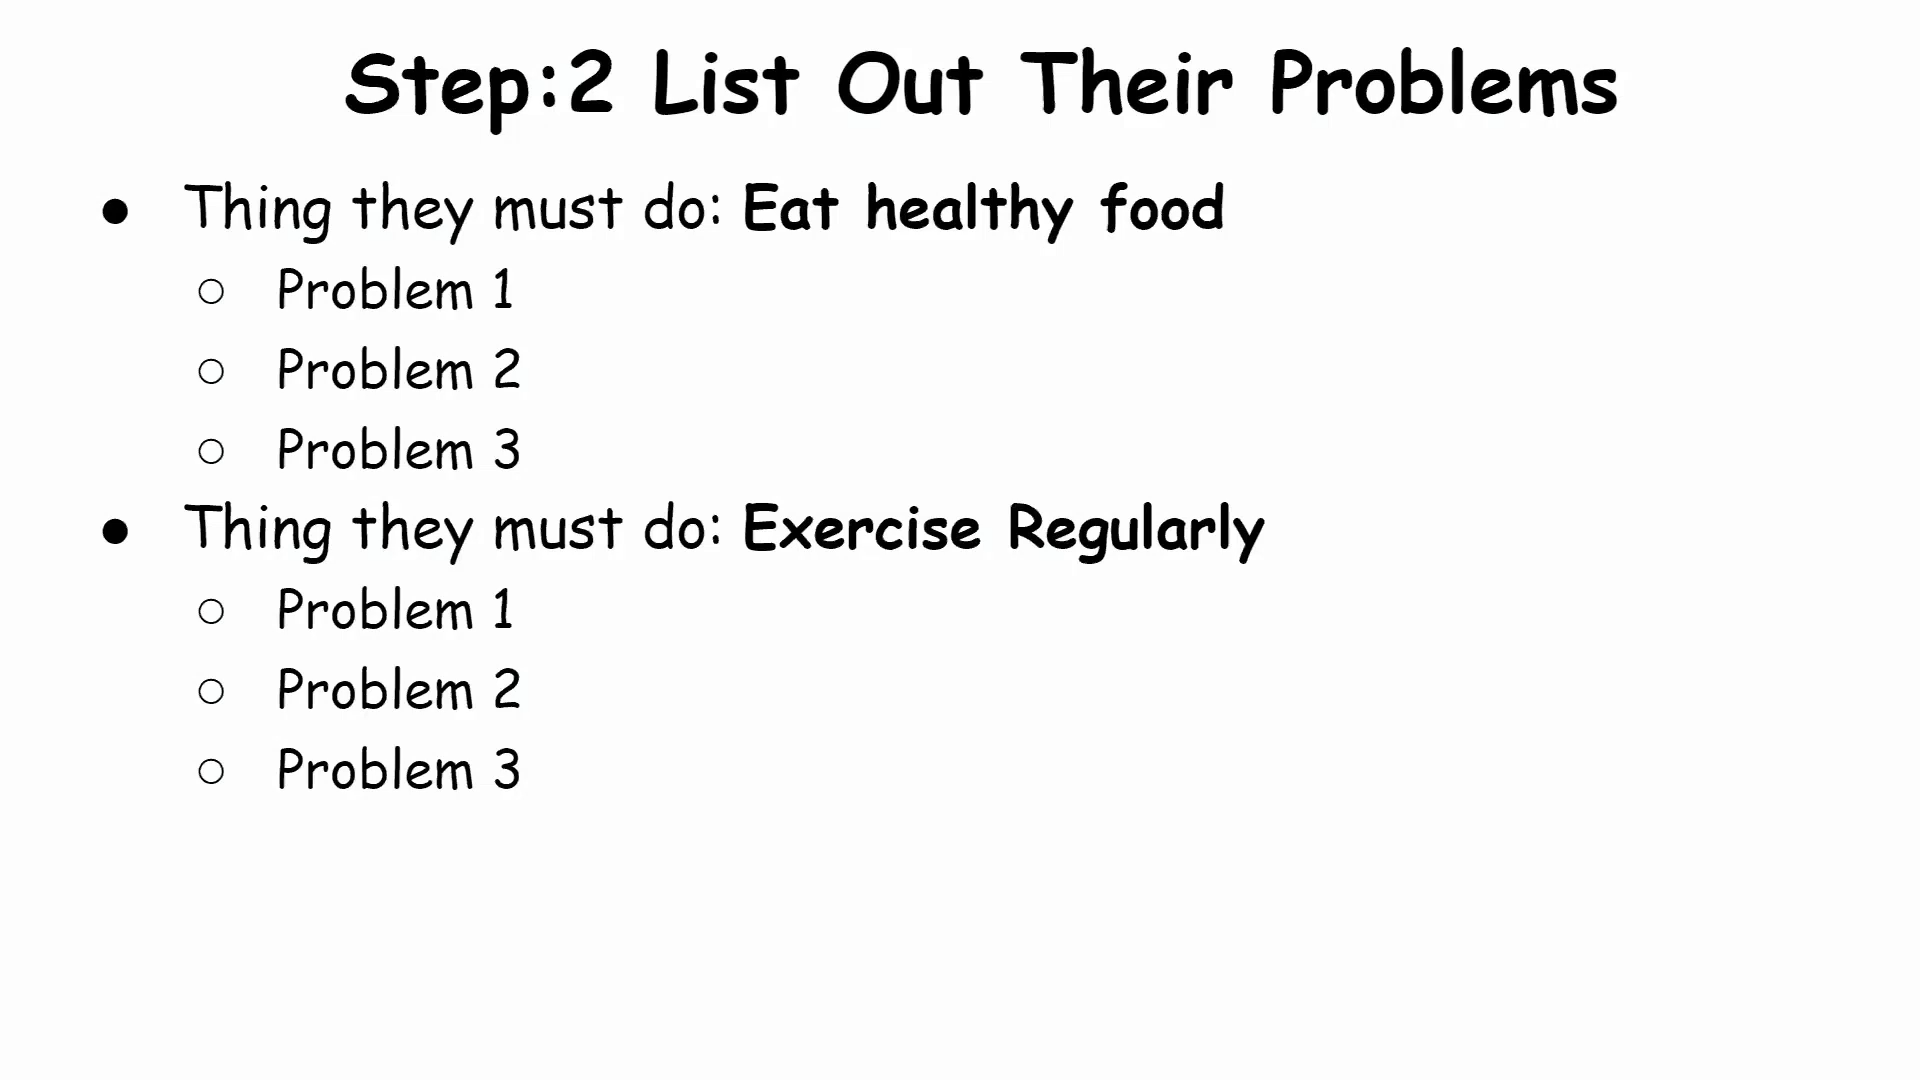 Step:2 List Out Their Problems
● Thing they must do: Eat healthy food
○ Problem 1
○ Problem 2
○ Problem 3
● Thing they must do: Exercise Regularly
○ Problem 1
○ Problem 2
○ Problem 3